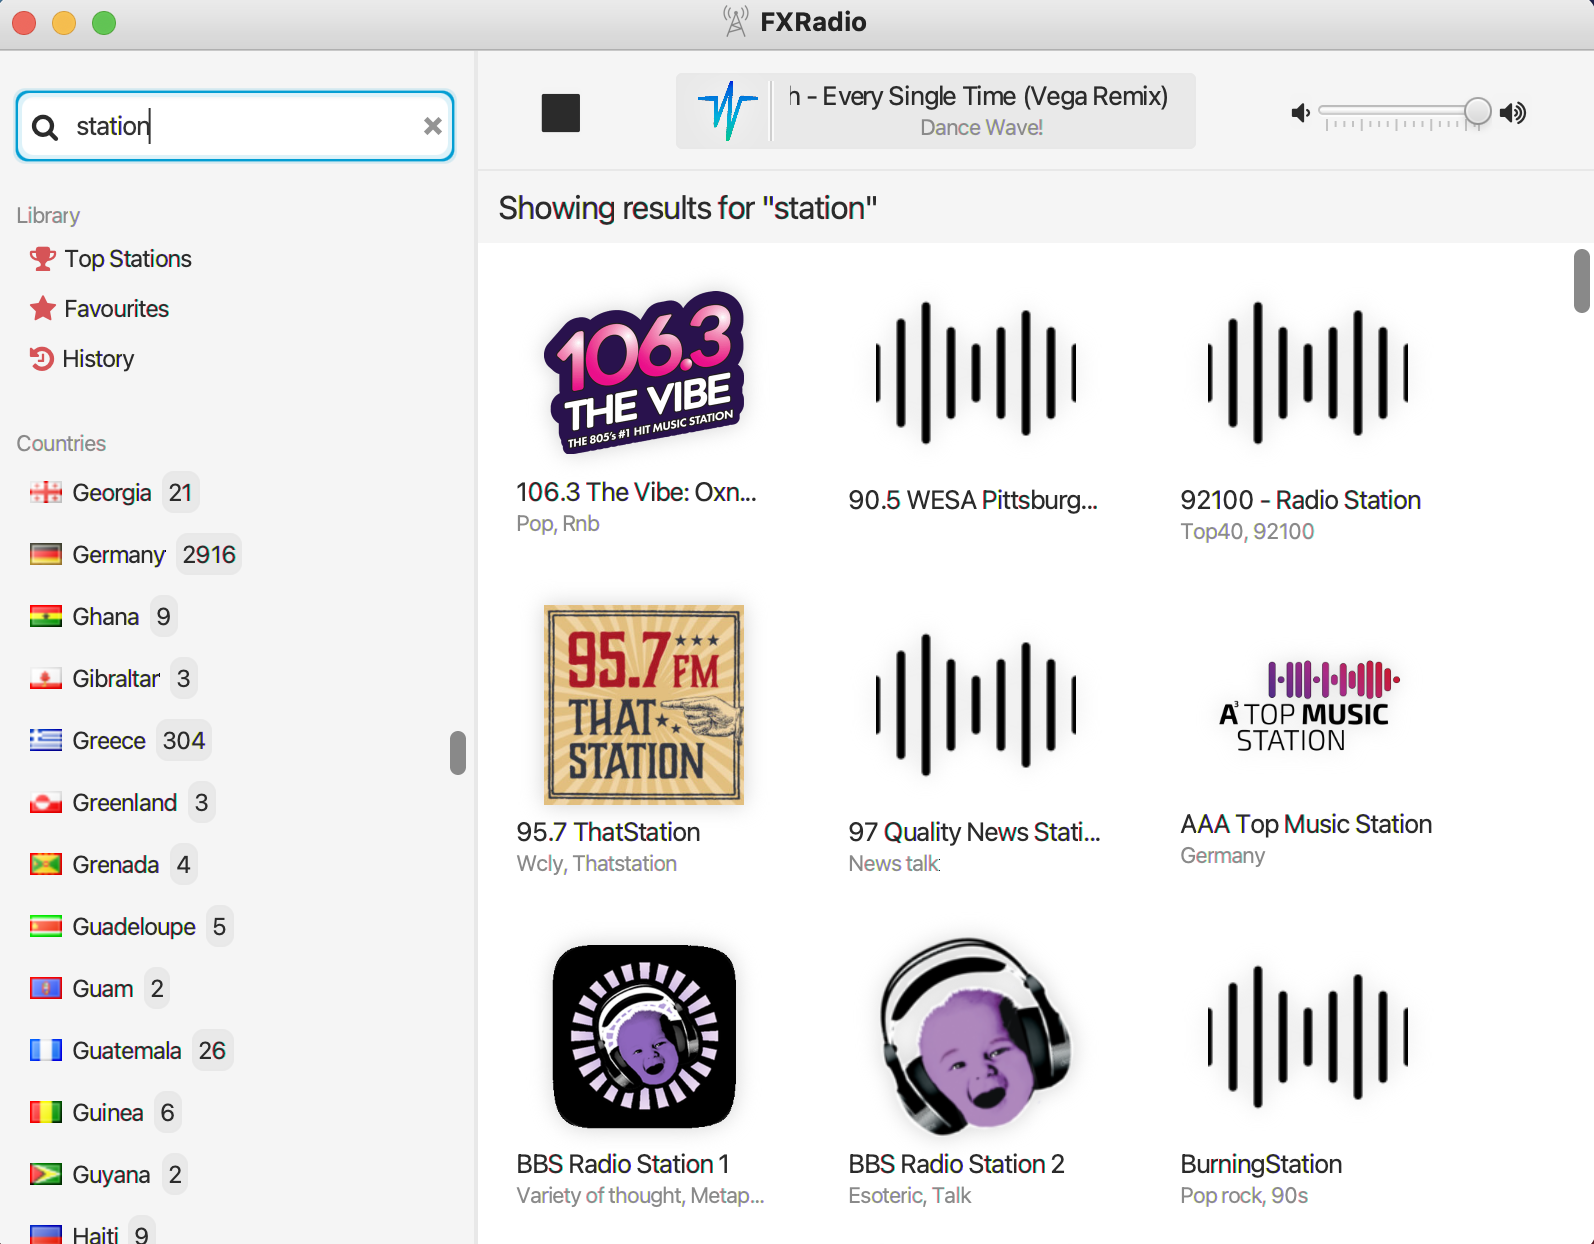 FXRadio
station
h - Every Single Time (Vega Remix)
Dance Wave!
Library
Top Stations
Favourites
History
Countries
Georgia 21
Germany 2916
Ghana 9
Gibraltar 3
Greece 304
Greenland 3
Grenada 4
Guadeloupe 5
Guam 2
Guatemala 26
Guinea 6
Guyana 2
Haiti 9
Showing results for "station"
106.3
THE VIBE
THE 805's #1 HIT MUSIC STATION
106.3 The Vibe: Oxn...
Pop, Rnb
90.5 WESA Pittsburg...
92100 - Radio Station
Top40, 92100
95.7 FM
THAT
STATION
95.7 ThatStation
Wcly, Thatstation
97 Quality News Stati...
News talk
A³ TOP MUSIC
STATION
AAA Top Music Station
Germany
BBS Radio Station 1
Variety of thought, Metap...
BBS Radio Station 2
Esoteric, Talk
BurningStation
Pop rock, 90s